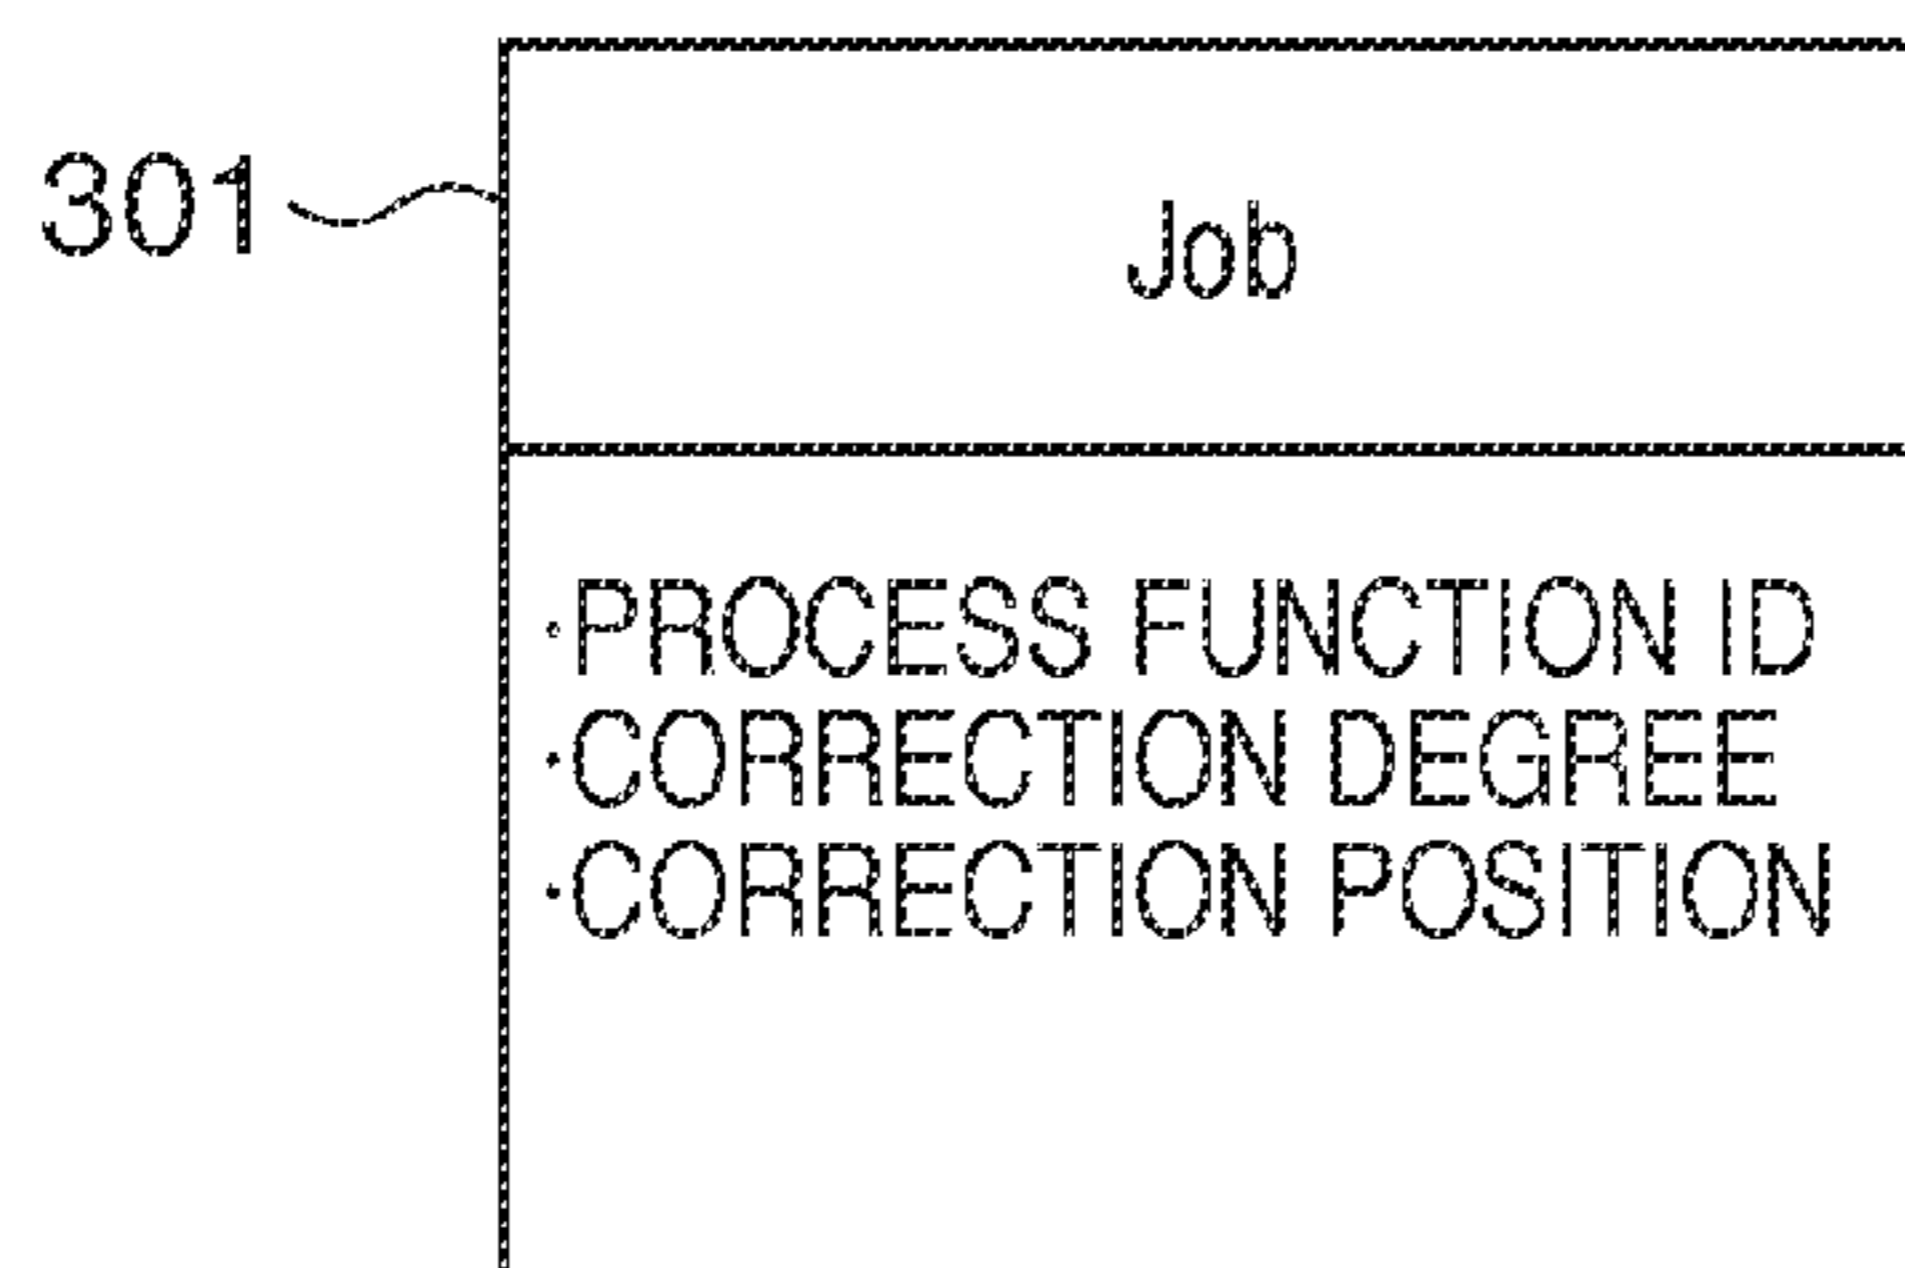 301
Job
·PROCESS FUNCTION ID
·CORRECTION DEGREE
·CORRECTION POSITION